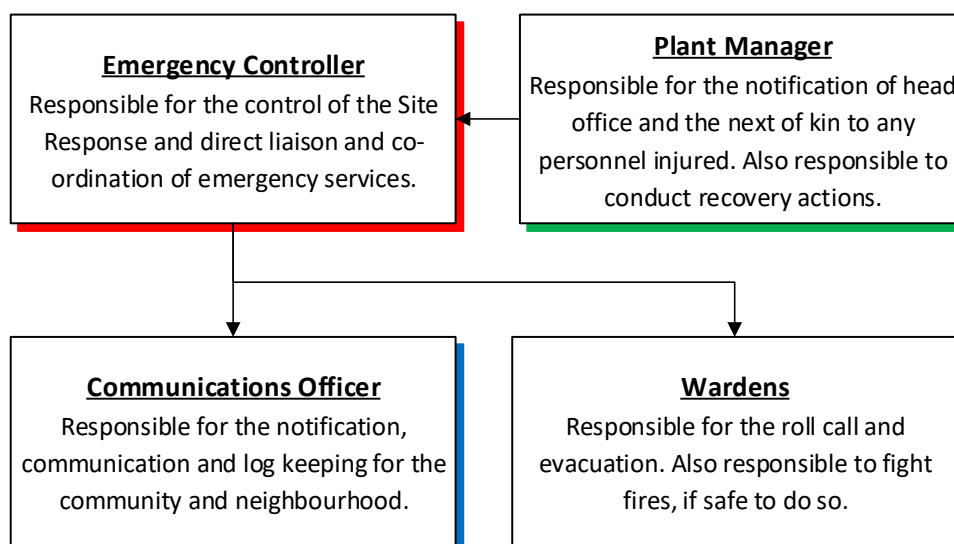 Emergency Controller
Responsible for the control of the Site
Response and direct liaison and co-
ordination of emergency services.
Plant Manager
Responsible for the notification of head
office and the next of kin to any
personnel injured. Also responsible to
conduct recovery actions.
Communications Officer
Responsible for the notification,
communication and log keeping for the
community and neighbourhood.
Wardens
Responsible for the roll call and
evacuation. Also responsible to fight
fires, if safe to do so.